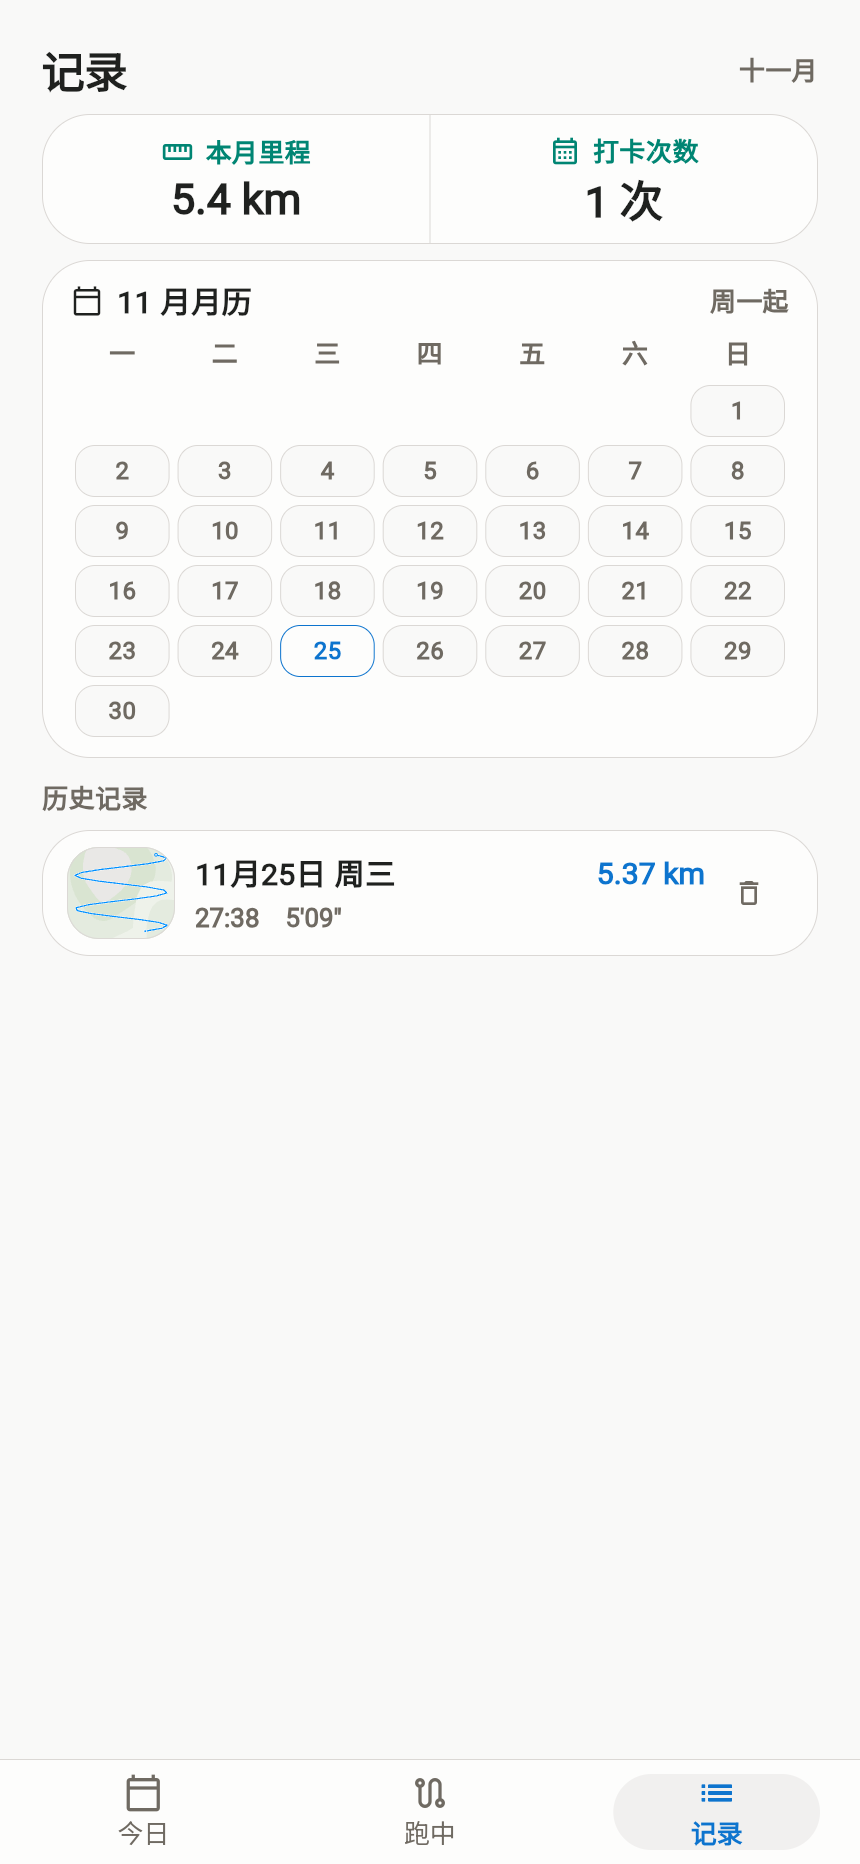 记录
十一月
本月里程
5.4 km
打卡次数
1 次
11 月月历
周一起
一 二 三 四 五 六 日
1
2 3 4 5 6 7 8
9 10 11 12 13 14 15
16 17 18 19 20 21 22
23 24 25 26 27 28 29
30
历史记录
11月25日 周三
5.37 km
27:38 5'09"
今日
跑中
记录